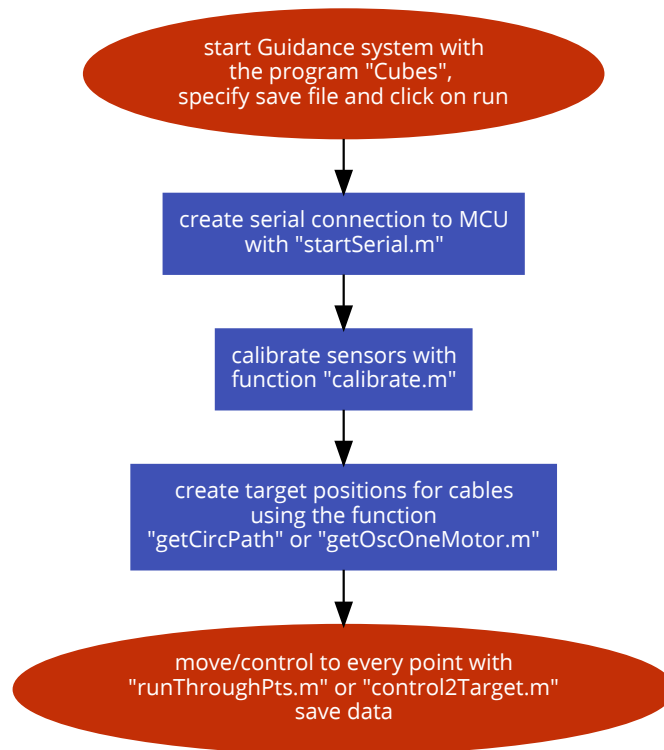 start Guidance system with
the program "Cubes",
specify save file and click on run
create serial connection to MCU
with "startSerial.m"
calibrate sensors with
function "calibrate.m"
create target positions for cables
using the function
"getCircPath" or "getOscOneMotor.m"
move/control to every point with
"runThroughPts.m" or "control2Target.m"
save data